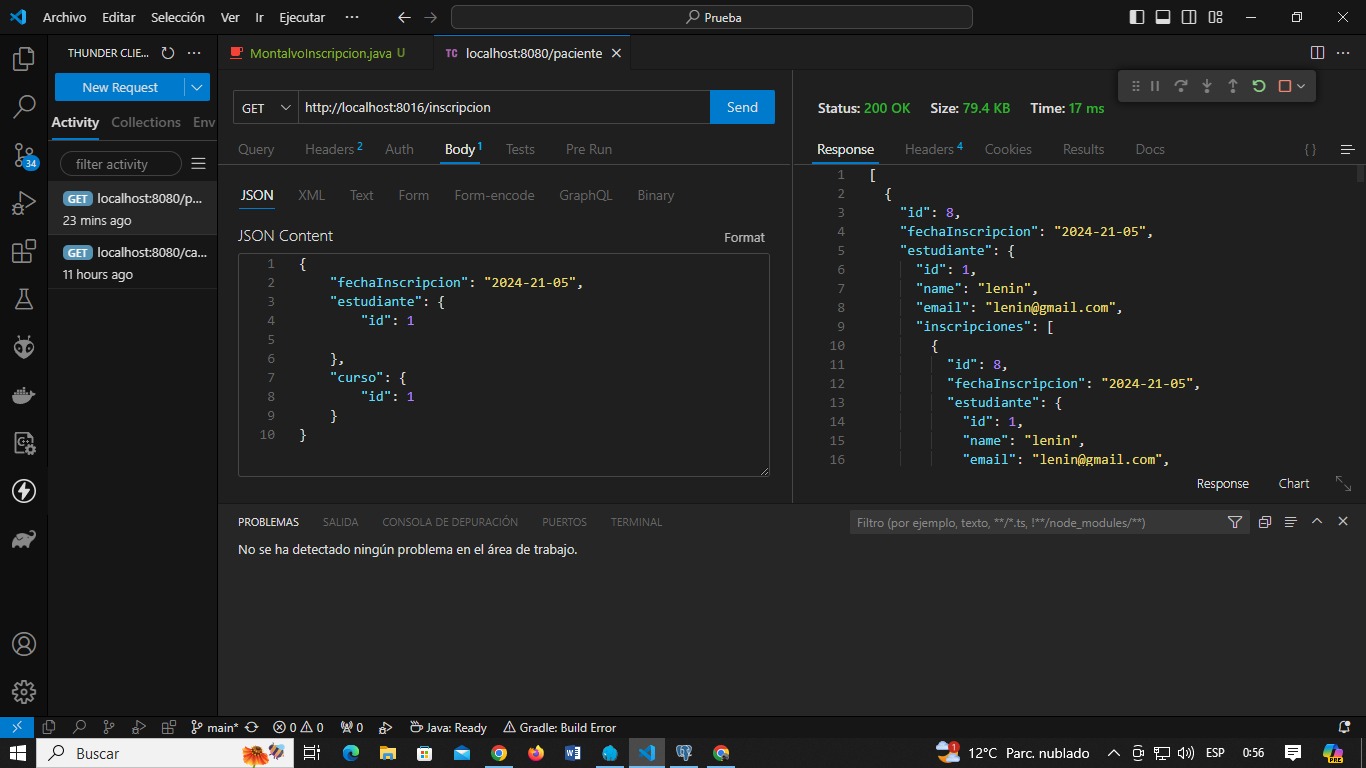 Archivo Editar Selección Ver Ir Ejecutar ··· Prueba
THUNDER CLIE... ···
New Request
Activity Collections Env
filter activity
GET localhost:8080/p...
23 mins ago
GET localhost:8080/ca...
11 hours ago
34
MontalvoInscripcion.java U
TC localhost:8080/paciente
GET http://localhost:8016/inscripcion Send
Query Headers 2 Auth Body 1 Tests Pre Run
JSON XML Text Form Form-encode GraphQL Binary
JSON Content Format
1 {
2 "fechaInscripcion": "2024-21-05",
3 "estudiante": {
4 "id": 1
5
6 },
7 "curso": {
8 "id": 1
9 }
10 }
Status: 200 OK Size: 79.4 KB Time: 17 ms
Response Headers 4 Cookies Results Docs { }
1 [
2 {
3 "id": 8,
4 "fechaInscripcion": "2024-21-05",
5 "estudiante": {
6 "id": 1,
7 "name": "lenin",
8 "email": "lenin@gmail.com",
9 "inscripciones": [
10 {
11 "id": 8,
12 "fechaInscripcion": "2024-21-05",
13 "estudiante": {
14 "id": 1,
15 "name": "lenin",
16 "email": "lenin@gmail.com",
Response Chart
PROBLEMAS SALIDA CONSOLA DE DEPURACIÓN PUERTOS TERMINAL
Filtro (por ejemplo, texto, **/*.ts, !**/node_modules/**)
No se ha detectado ningún problema en el área de trabajo.
main* 0 0 0 Java: Ready Gradle: Build Error
Buscar 1 12°C Parc. nublado ESP 0:56 PRE